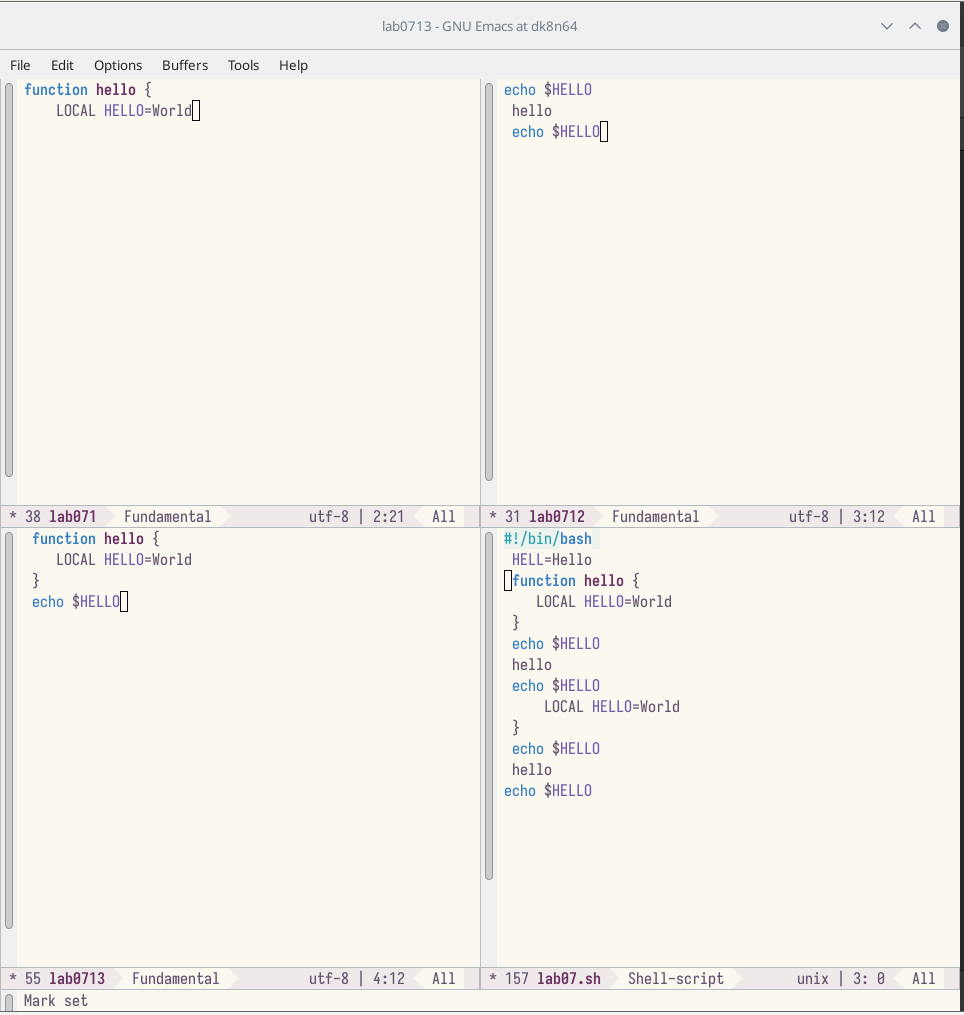 lab0713 - GNU Emacs at dk8n64
File Edit Options Buffers Tools Help
function hello {
    LOCAL HELLO=World
* 38 lab071 Fundamental utf-8 | 2:21 All
echo $HELLO
 hello
 echo $HELLO
* 31 lab0712 Fundamental utf-8 | 3:12 All
 function hello {
    LOCAL HELLO=World
 }
 echo $HELLO
* 55 lab0713 Fundamental utf-8 | 4:12 All
#!/bin/bash
 HELL=Hello
 function hello {
    LOCAL HELLO=World
 }
 echo $HELLO
 hello
 echo $HELLO
     LOCAL HELLO=World
 }
 echo $HELLO
 hello
echo $HELLO
* 157 lab07.sh Shell-script unix | 3: 0 All
Mark set